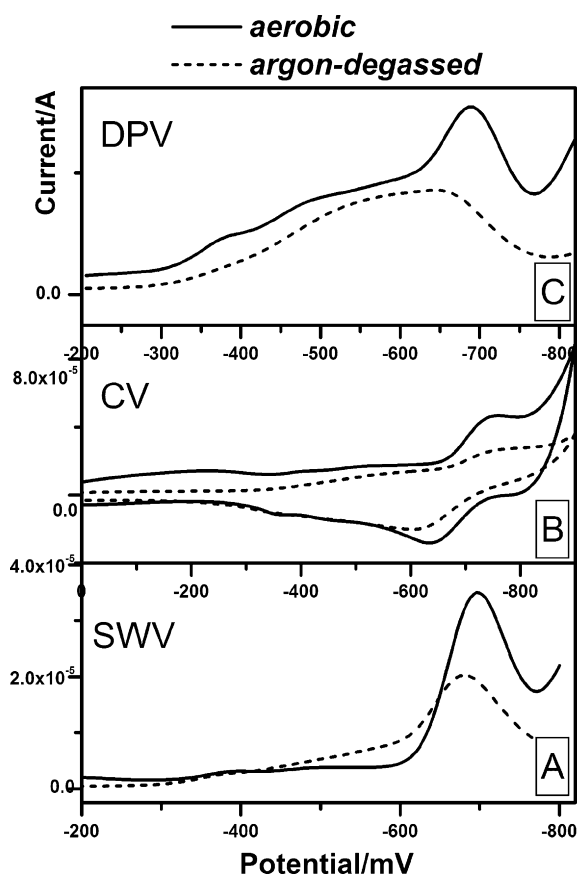 aerobic
argon-degassed
Current/A
DPV
0.0
C
-200 -300 -400 -500 -600 -700 -800
8.0x10⁻⁵
CV
0.0
B
4.0x10⁻⁵
0 -200 -400 -600 -800
SWV
2.0x10⁻⁵
A
0.0
-200 -400 -600 -800
Potential/mV